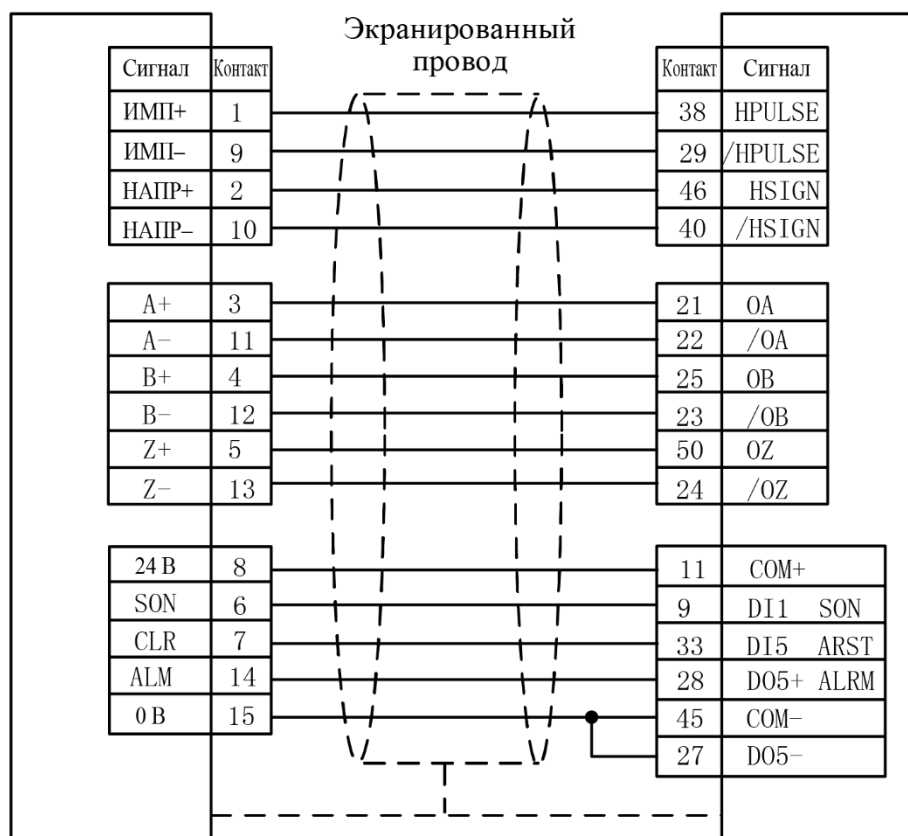 Экранированный
провод
Сигнал Контакт Контакт Сигнал
ИМП+ 1 38 HPULSE
ИМП− 9 29 /HPULSE
НАПР+ 2 46 HSIGN
НАПР− 10 40 /HSIGN
A+ 3 21 OA
A− 11 22 /OA
B+ 4 25 OB
B− 12 23 /OB
Z+ 5 50 OZ
Z− 13 24 /OZ
24 В 8 11 COM+
SON 6 9 DI1 SON
CLR 7 33 DI5 ARST
ALM 14 28 DO5+ ALRM
0 В 15 45 COM−
27 DO5−